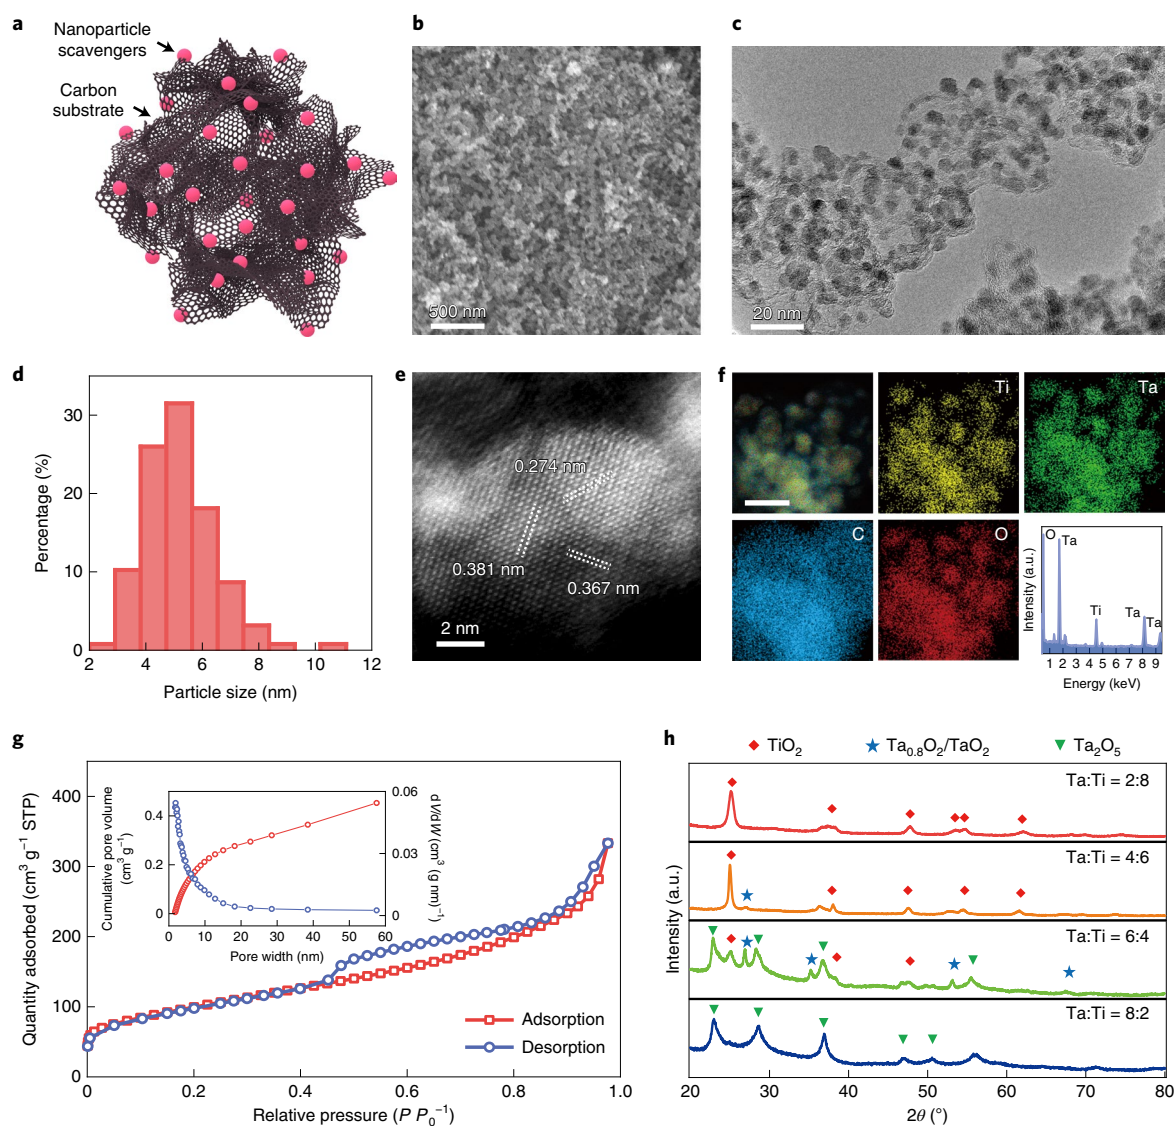 a
Nanoparticle
scavengers
Carbon
substrate
b
500 nm
c
20 nm
d
Percentage (%)
30
20
10
0
2
4
6
8
10
12
Particle size (nm)
e
0.274 nm
0.381 nm
0.367 nm
2 nm
f
Ti
Ta
C
O
Intensity (a.u.)
O
Ta
Ti
Ta
Ta
1 2 3 4 5 6 7 8 9
Energy (keV)
g
Quantity adsorbed (cm³ g⁻¹ STP)
400
300
200
100
0
0
0.2
0.4
0.6
0.8
1.0
Relative pressure (P P₀⁻¹)
Cumulative pore volume
(cm³ g⁻¹)
0.4
0.2
0
0.06
0.03
0
dV/dW (cm³ (g nm)⁻¹)
0 10 20 30 40 50 60
Pore width (nm)
Adsorption
Desorption
h
TiO₂
Ta₀.₈O₂/TaO₂
Ta₂O₅
Ta:Ti = 2:8
Ta:Ti = 4:6
Ta:Ti = 6:4
Ta:Ti = 8:2
Intensity (a.u.)
20
30
40
50
60
70
80
2θ (°)